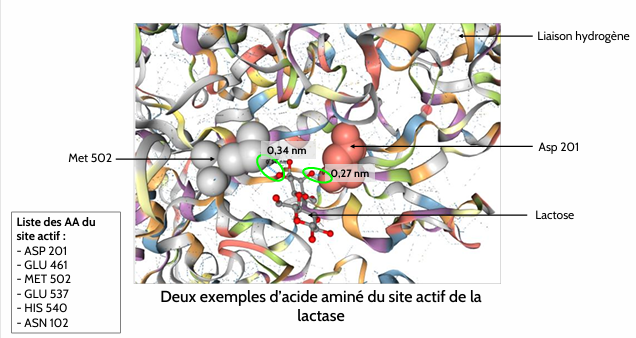 Liaison hydrogène
0,34 nm
Asp 201
Met 502
0,27 nm
Lactose
Liste des AA du
site actif :
- ASP 201
- GLU 461
- MET 502
- GLU 537
- HIS 540
- ASN 102
Deux exemples d'acide aminé du site actif de la
lactase